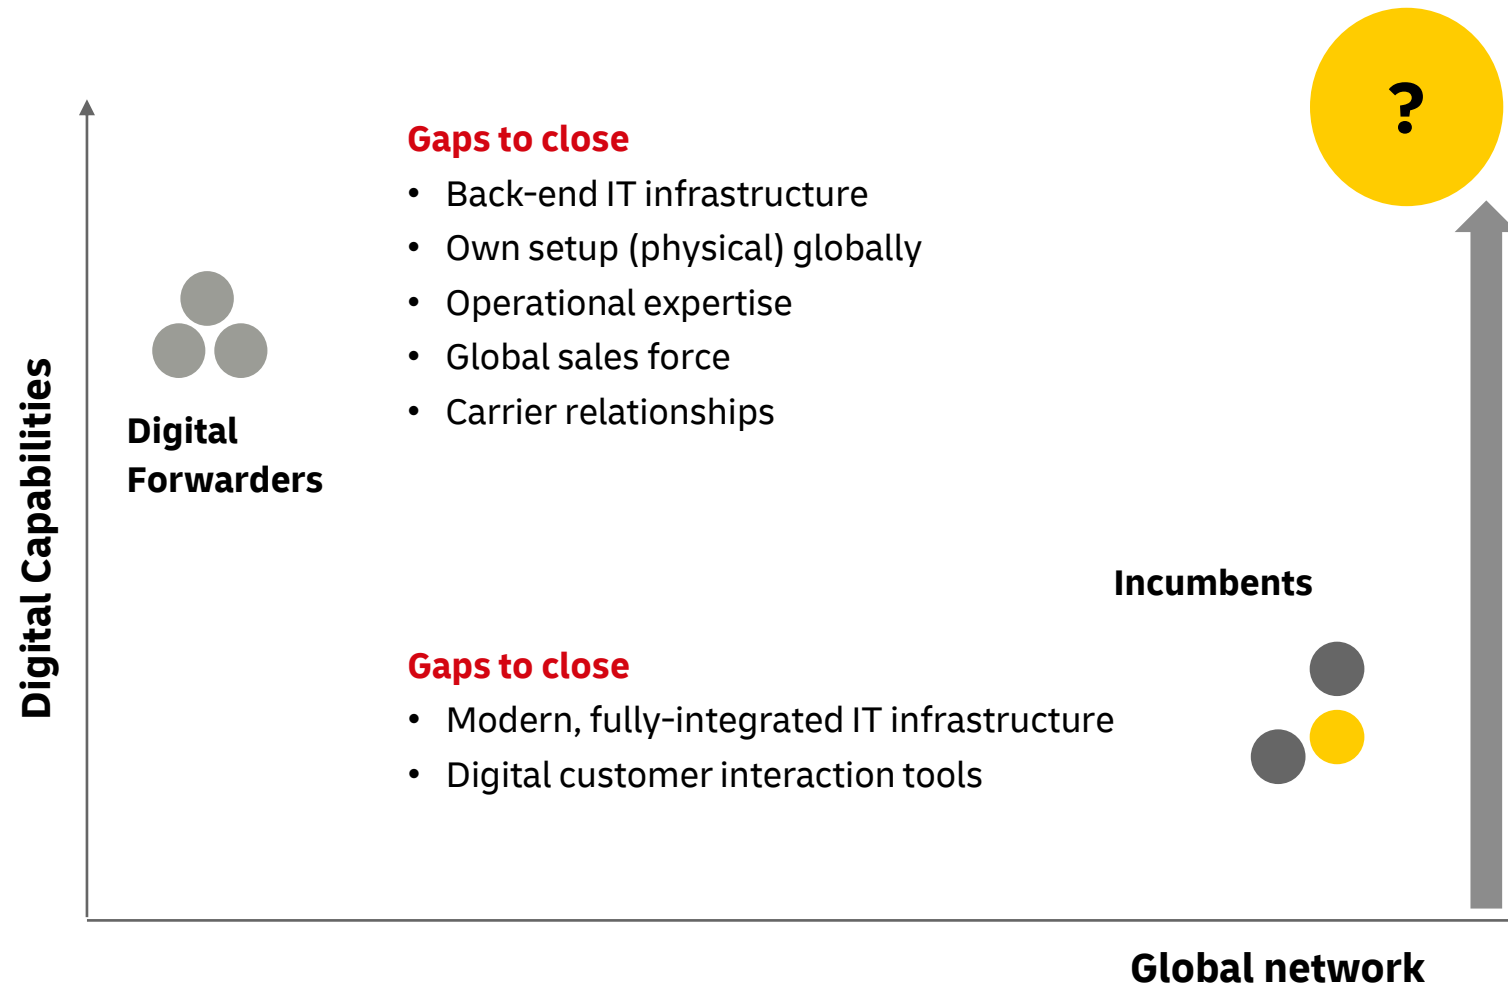 ?
Gaps to close
• Back-end IT infrastructure
• Own setup (physical) globally
• Operational expertise
• Global sales force
• Carrier relationships
Digital
Forwarders
Digital Capabilities
Incumbents
Gaps to close
• Modern, fully-integrated IT infrastructure
• Digital customer interaction tools
Global network